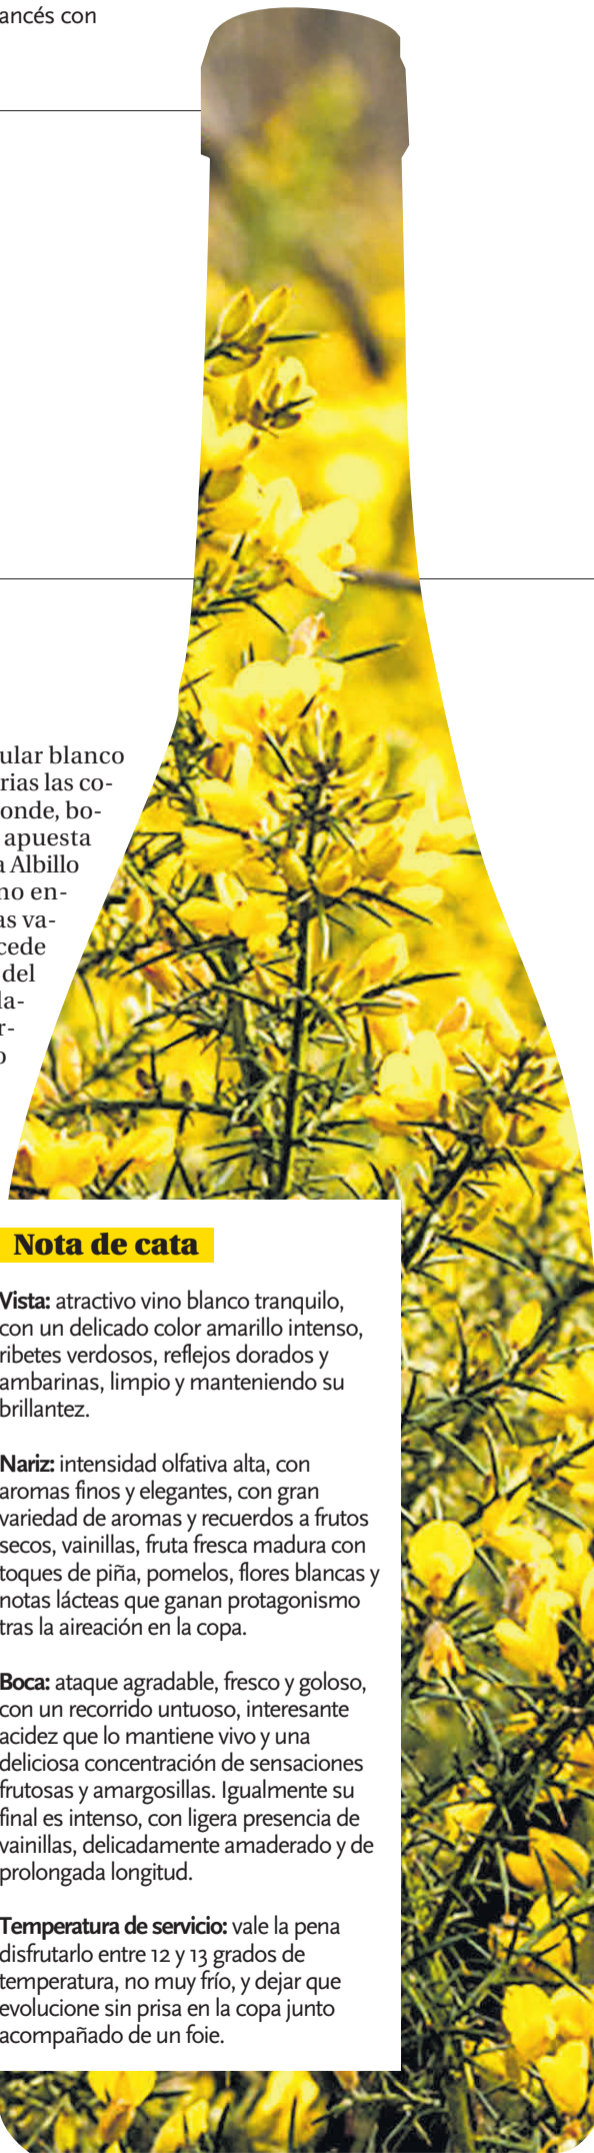 ancés con
ular blanco
rias las co-
onde, bo-
apuesta
a Albillo
no en-
as va-
cede
del
la-
r-
o
Nota de cata
Vista: atractivo vino blanco tranquilo,
con un delicado color amarillo intenso,
ribetes verdosos, reflejos dorados y
ambarinas, limpio y manteniendo su
brillantez.
Nariz: intensidad olfativa alta, con
aromas finos y elegantes, con gran
variedad de aromas y recuerdos a frutos
secos, vainillas, fruta fresca madura con
toques de piña, pomelos, flores blancas y
notas lácteas que ganan protagonismo
tras la aireación en la copa.
Boca: ataque agradable, fresco y goloso,
con un recorrido untuoso, interesante
acidez que lo mantiene vivo y una
deliciosa concentración de sensaciones
frutosas y amargosillas. Igualmente su
final es intenso, con ligera presencia de
vainillas, delicadamente amaderado y de
prolongada longitud.
Temperatura de servicio: vale la pena
disfrutarlo entre 12 y 13 grados de
temperatura, no muy frío, y dejar que
evolucione sin prisa en la copa junto
acompañado de un foie.